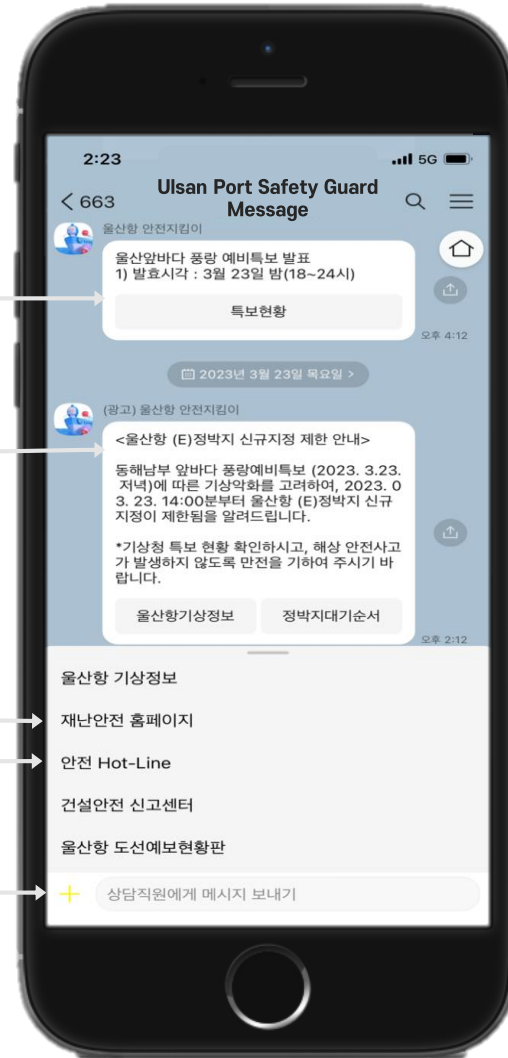 2:23
5G
663
Ulsan Port Safety Guard
Message
울산항 안전지킴이
울산앞바다 풍랑 예비특보 발표
1) 발효시각 : 3월 23일 밤(18~24시)
특보현황
오후 4:12
2023년 3월 23일 목요일 >
(광고) 울산항 안전지킴이
<울산항 (E)정박지 신규지정 제한 안내>
동해남부 앞바다 풍랑예비특보 (2023. 3.23.
저녁)에 따른 기상악화를 고려하여, 2023. 0
3. 23. 14:00분부터 울산항 (E)정박지 신규
지정이 제한됨을 알려드립니다.
*기상청 특보 현황 확인하시고, 해상 안전사고
가 발생하지 않도록 만전을 기하여 주시기 바
랍니다.
울산항기상정보 정박지대기순서
오후 2:12
울산항 기상정보
재난안전 홈페이지
안전 Hot-Line
건설안전 신고센터
울산항 도선예보현황판
상담직원에게 메시지 보내기